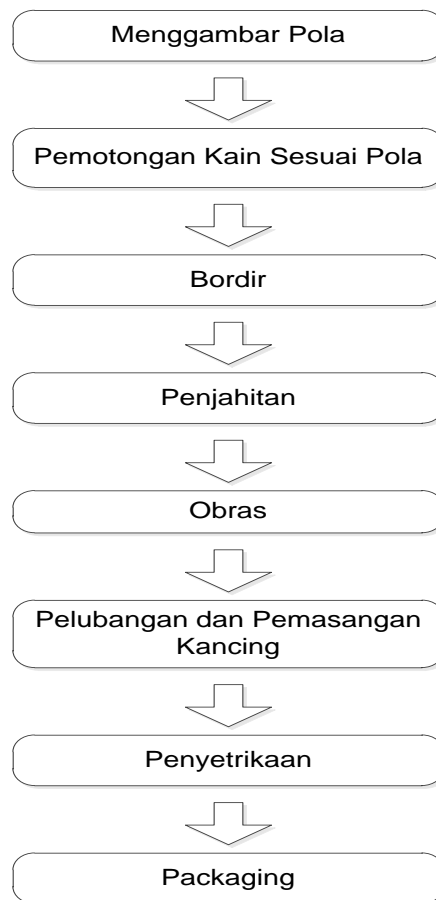 Menggambar Pola
Pemotongan Kain Sesuai Pola
Bordir
Penjahitan
Obras
Pelubangan dan Pemasangan
Kancing
Penyetrikaan
Packaging